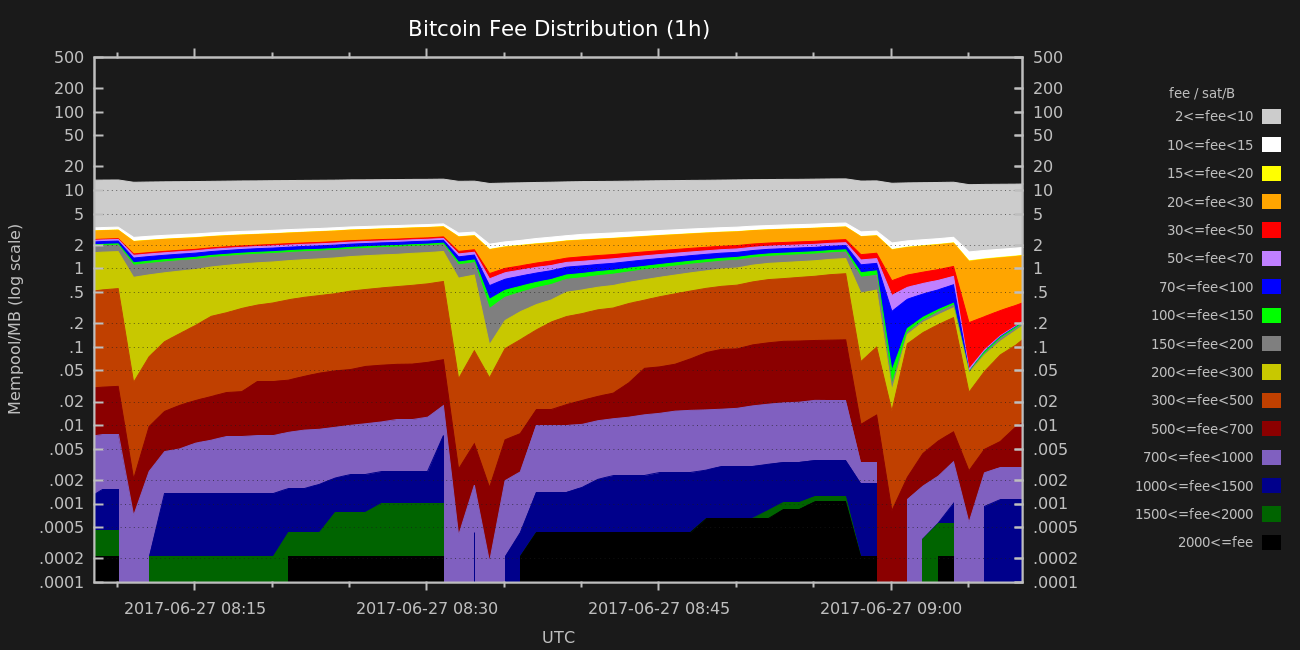 Bitcoin Fee Distribution (1h)
500 500
200 200
100 100
50 50
20 20
10 10
5 5
2 2
1 1
.5 .5
.2 .2
.1 .1
.05 .05
.02 .02
.01 .01
.005 .005
.002 .002
.001 .001
.0005 .0005
.0002 .0002
.0001 .0001
Mempool/MB (log scale)
2017-06-27 08:15 2017-06-27 08:30 2017-06-27 08:45 2017-06-27 09:00
UTC
fee / sat/B
2<=fee<10
10<=fee<15
15<=fee<20
20<=fee<30
30<=fee<50
50<=fee<70
70<=fee<100
100<=fee<150
150<=fee<200
200<=fee<300
300<=fee<500
500<=fee<700
700<=fee<1000
1000<=fee<1500
1500<=fee<2000
2000<=fee